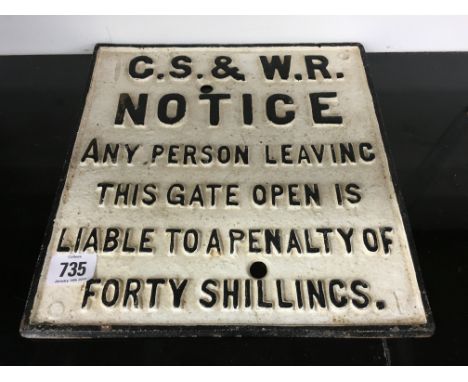 C.S.& W.R.
NOTICE
ANY PERSON LEAVING
THIS GATE OPEN IS
LIABLE TO A PENALTY OF
735
FORTY SHILLINGS.